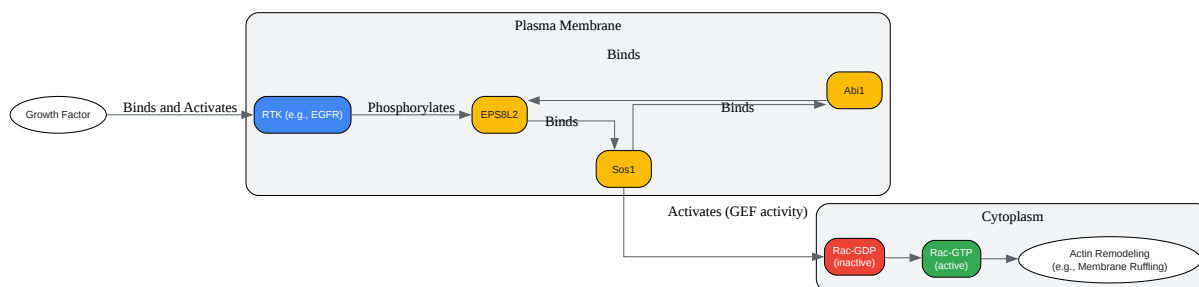 Plasma Membrane
Binds
Abi1
Growth Factor
Binds and Activates
RTK (e.g., EGFR)
Phosphorylates
EPS8L2
Binds
Binds
Sos1
Activates (GEF activity)
Cytoplasm
Rac-GDP
(inactive)
Rac-GTP
(active)
Actin Remodeling
(e.g., Membrane Ruffling)